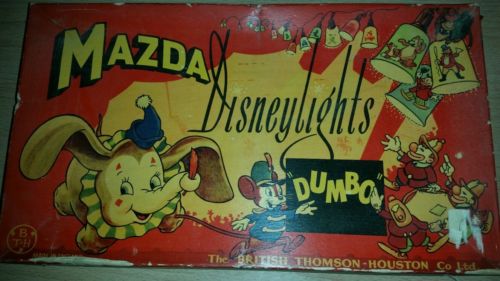 MAZDA
Disneylights
"DUMBO"
B
T·H
The BRITISH THOMSON-HOUSTON Co Ltd